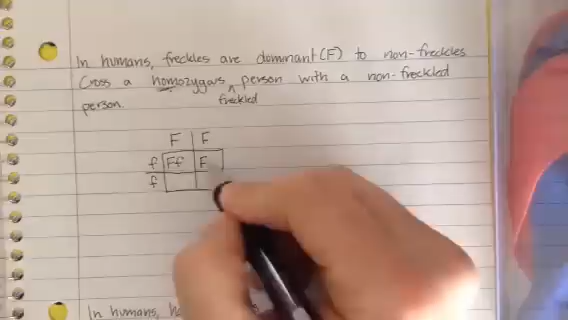 In humans, freckles are dominant (F) to non-freckles
Cross a homozygous person with a non-freckled
freckled
person.
F F
f Ff F
f
In humans, ha